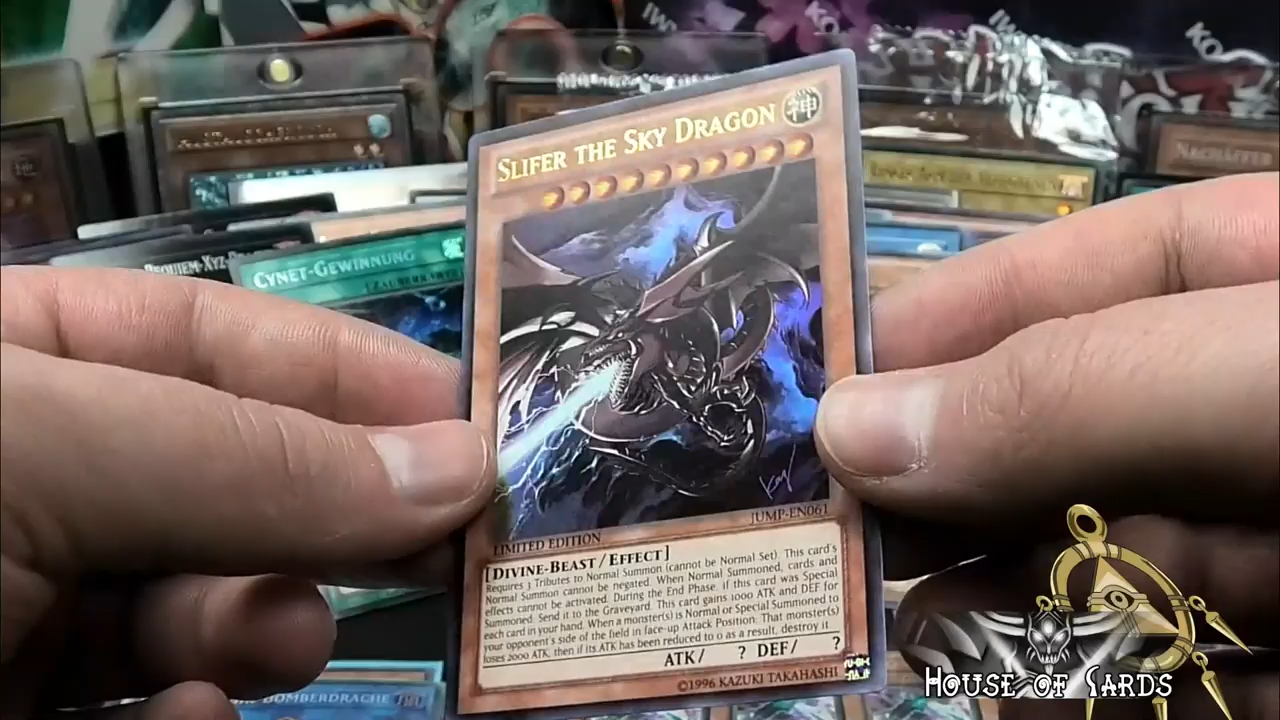 SLIFER THE SKY DRAGON
神
JUMP-EN061
LIMITED EDITION
[DIVINE-BEAST / EFFECT]
Requires 3 Tributes to Normal Summon (cannot be Normal Set). This card's
Normal Summon cannot be negated. When Normal Summoned, cards and
effects cannot be activated. During the End Phase, if this card was Special
Summoned: Send it to the Graveyard. This card gains 1000 ATK and DEF for
each card in your hand. When a monster(s) is Normal or Special Summoned to
your opponent's side of the field in face-up Attack Position: That monster(s)
loses 2000 ATK, then if its ATK has been reduced to 0 as a result, destroy it.
ATK/ ? DEF/ ?
©1996 KAZUKI TAKAHASHI
CYNET-GEWINNUNG
REQUIEM-XYZ-
BOMBERDRACHE
HOUSE OF SARDS